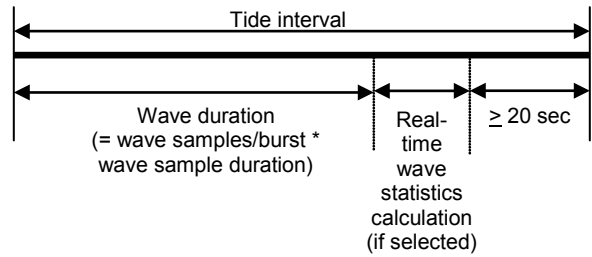 Tide interval
Wave duration
(= wave samples/burst *
wave sample duration)
Real-
time
wave
statistics
calculation
(if selected)
≥ 20 sec